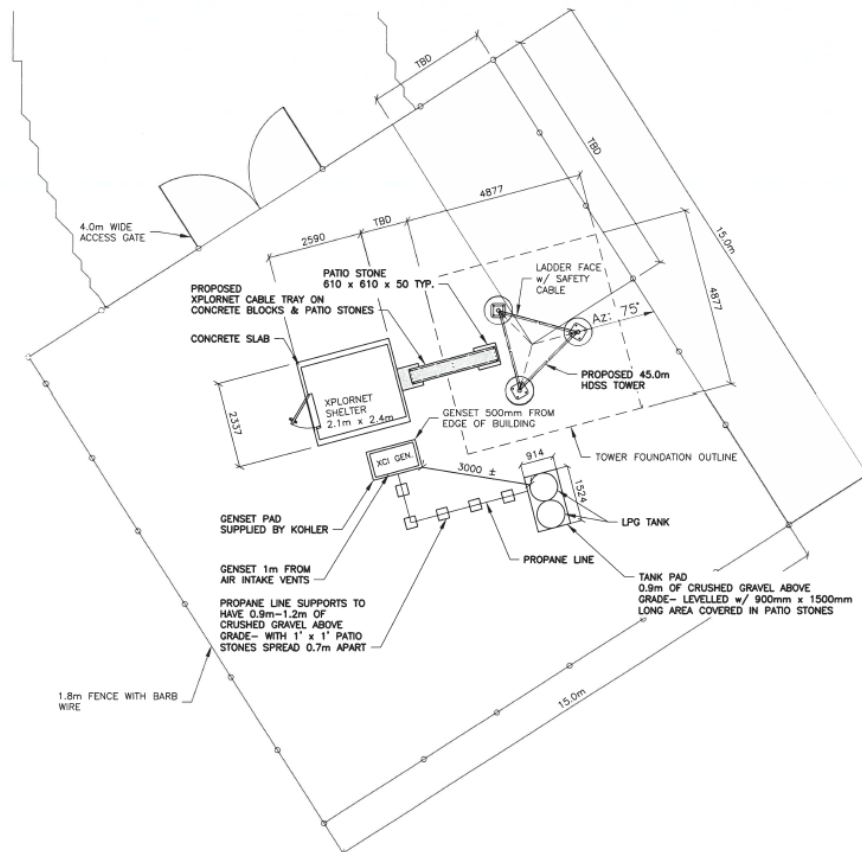 TBD
TBD
4877
TBD
2590
4.0m WIDE
ACCESS GATE
15.0m
PATIO STONE
610 x 610 x 50 TYP.
LADDER FACE
w/ SAFETY
CABLE
PROPOSED
XPLORNET CABLE TRAY ON
CONCRETE BLOCKS & PATIO STONES
4877
Az: 75°
CONCRETE SLAB
PROPOSED 45.0m
HDSS TOWER
XPLORNET
SHELTER
2.1m x 2.4m
2337
GENSET 500mm FROM
EDGE OF BUILDING
XCI GEN.
914
TOWER FOUNDATION OUTLINE
3000 ±
1524
GENSET PAD
SUPPLIED BY KOHLER
LPG TANK
PROPANE LINE
GENSET 1m FROM
AIR INTAKE VENTS
TANK PAD
0.9m OF CRUSHED GRAVEL ABOVE
GRADE- LEVELLED w/ 900mm x 1500mm
LONG AREA COVERED IN PATIO STONES
PROPANE LINE SUPPORTS TO
HAVE 0.9m-1.2m OF
CRUSHED GRAVEL ABOVE
GRADE- WITH 1' x 1' PATIO
STONES SPREAD 0.7m APART
1.8m FENCE WITH BARB
WIRE
15.0m